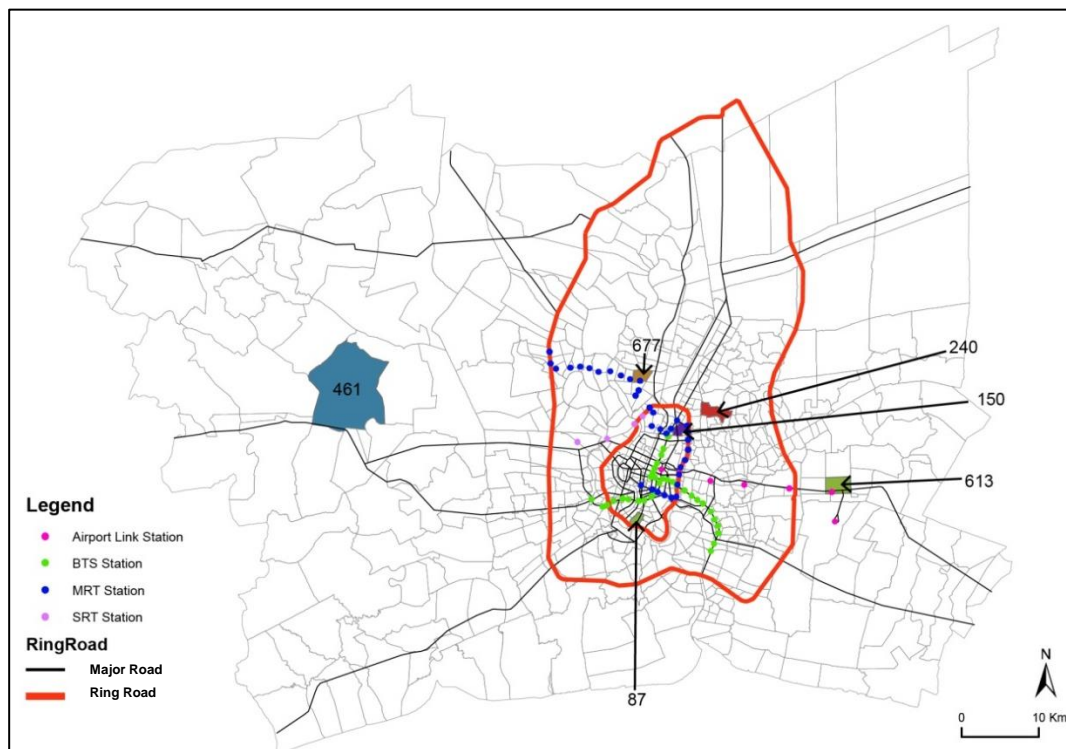 677
240
150
461
613
Legend
Airport Link Station
BTS Station
MRT Station
SRT Station
RingRoad
Major Road
Ring Road
87
N
0 10 Km